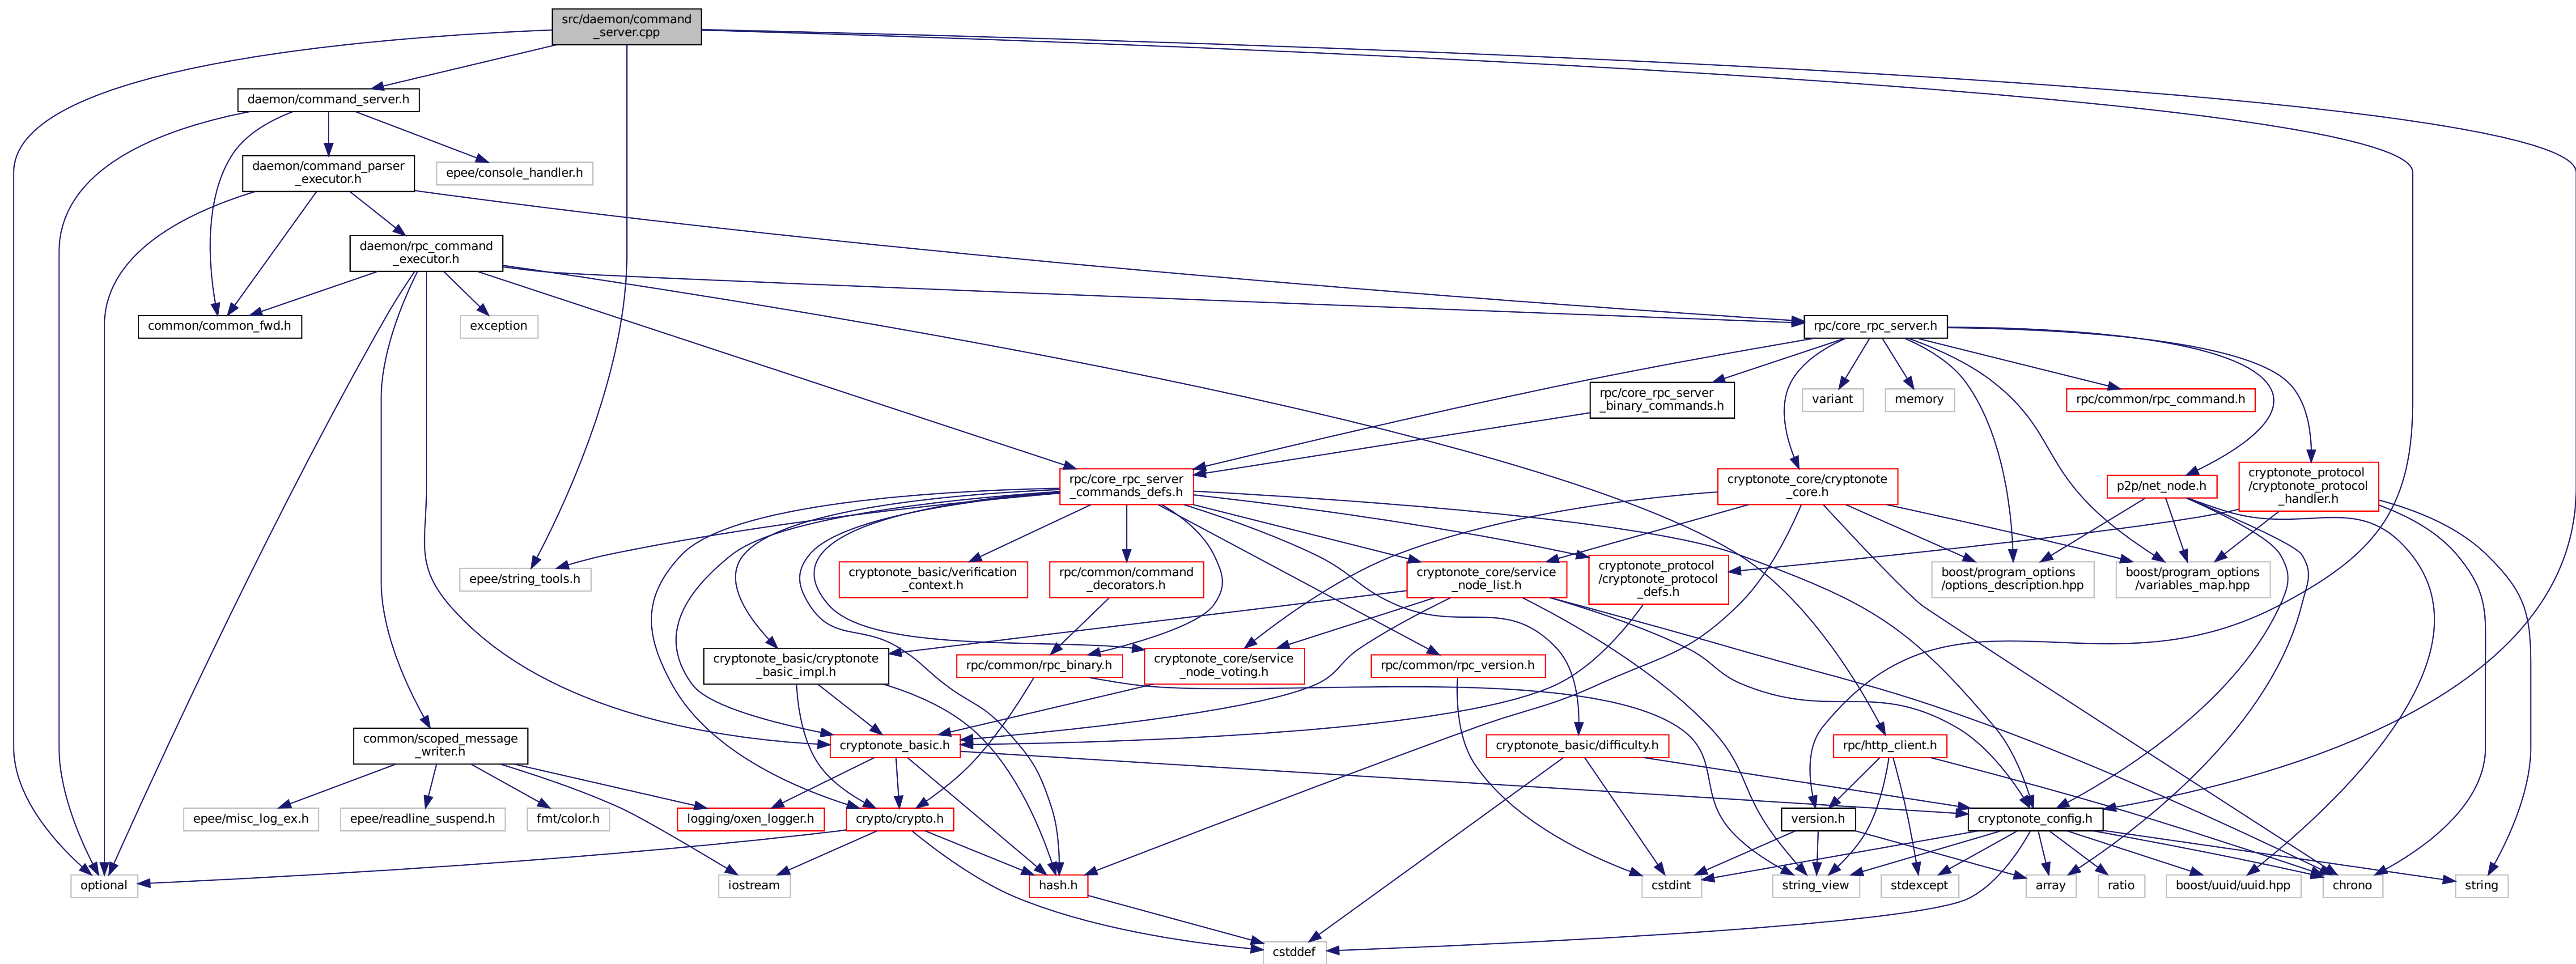 src/daemon/command
_server.cpp
daemon/command_server.h
daemon/command_parser
_executor.h
epee/console_handler.h
daemon/rpc_command
_executor.h
common/common_fwd.h
exception
rpc/core_rpc_server.h
rpc/core_rpc_server
_binary_commands.h
variant
memory
rpc/common/rpc_command.h
rpc/core_rpc_server
_commands_defs.h
cryptonote_core/cryptonote
_core.h
p2p/net_node.h
cryptonote_protocol
/cryptonote_protocol
_handler.h
epee/string_tools.h
cryptonote_basic/verification
_context.h
rpc/common/command
_decorators.h
cryptonote_core/service
_node_list.h
cryptonote_protocol
/cryptonote_protocol
_defs.h
boost/program_options
/options_description.hpp
boost/program_options
/variables_map.hpp
cryptonote_basic/cryptonote
_basic_impl.h
rpc/common/rpc_binary.h
cryptonote_core/service
_node_voting.h
rpc/common/rpc_version.h
common/scoped_message
_writer.h
cryptonote_basic.h
cryptonote_basic/difficulty.h
rpc/http_client.h
epee/misc_log_ex.h
epee/readline_suspend.h
fmt/color.h
logging/oxen_logger.h
crypto/crypto.h
version.h
cryptonote_config.h
optional
iostream
hash.h
cstdint
string_view
stdexcept
array
ratio
boost/uuid/uuid.hpp
chrono
string
cstddef